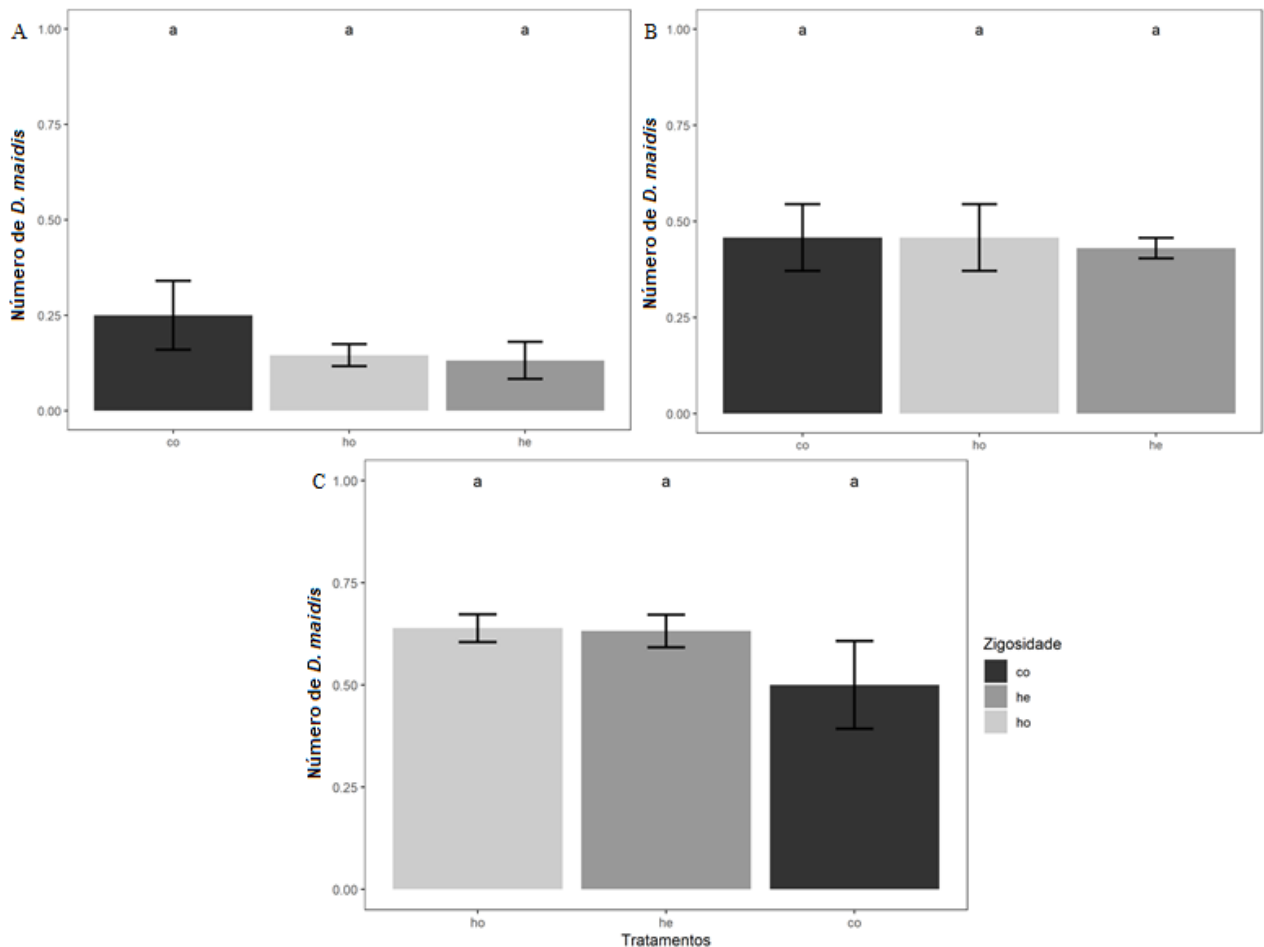 A
1.00
a a a
0.75
0.50
0.25
0.00
Número de D. maidis
co ho he
B
1.00
a a a
0.75
0.50
0.25
0.00
Número de D. maidis
co ho he
C
1.00
a a a
0.75
0.50
0.25
0.00
Número de D. maidis
ho he co
Tratamentos
Zigosidade
co
he
ho